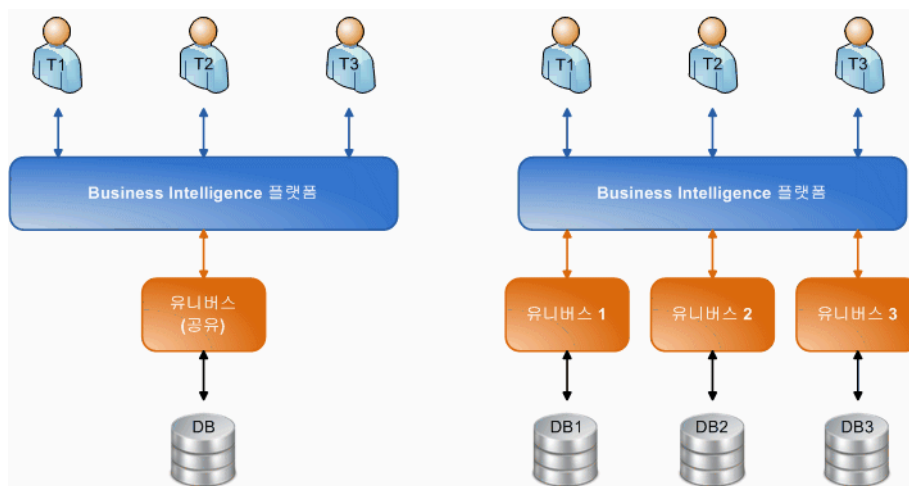 T1 T2 T3 T1 T2 T3
Business Intelligence 플랫폼 Business Intelligence 플랫폼
유니버스
(공유)
유니버스 1 유니버스 2 유니버스 3
DB DB1 DB2 DB3